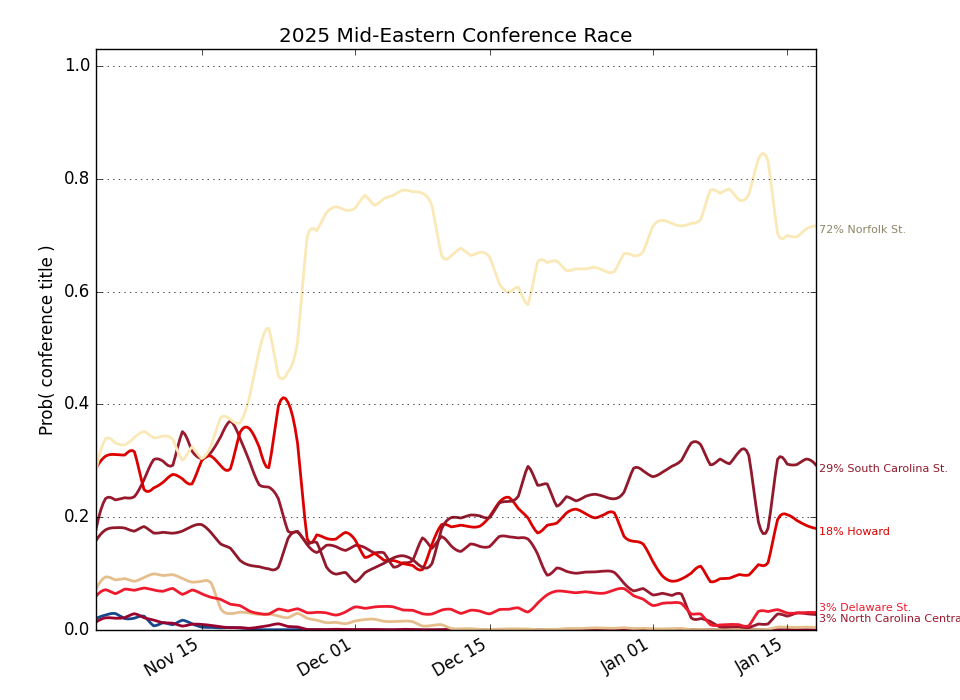 2025 Mid-Eastern Conference Race
Prob( conference title )
1.0
0.8
0.6
0.4
0.2
0.0
Nov 15
Dec 01
Dec 15
Jan 01
Jan 15
72% Norfolk St.
29% South Carolina St.
18% Howard
3% Delaware St.
3% North Carolina Centra